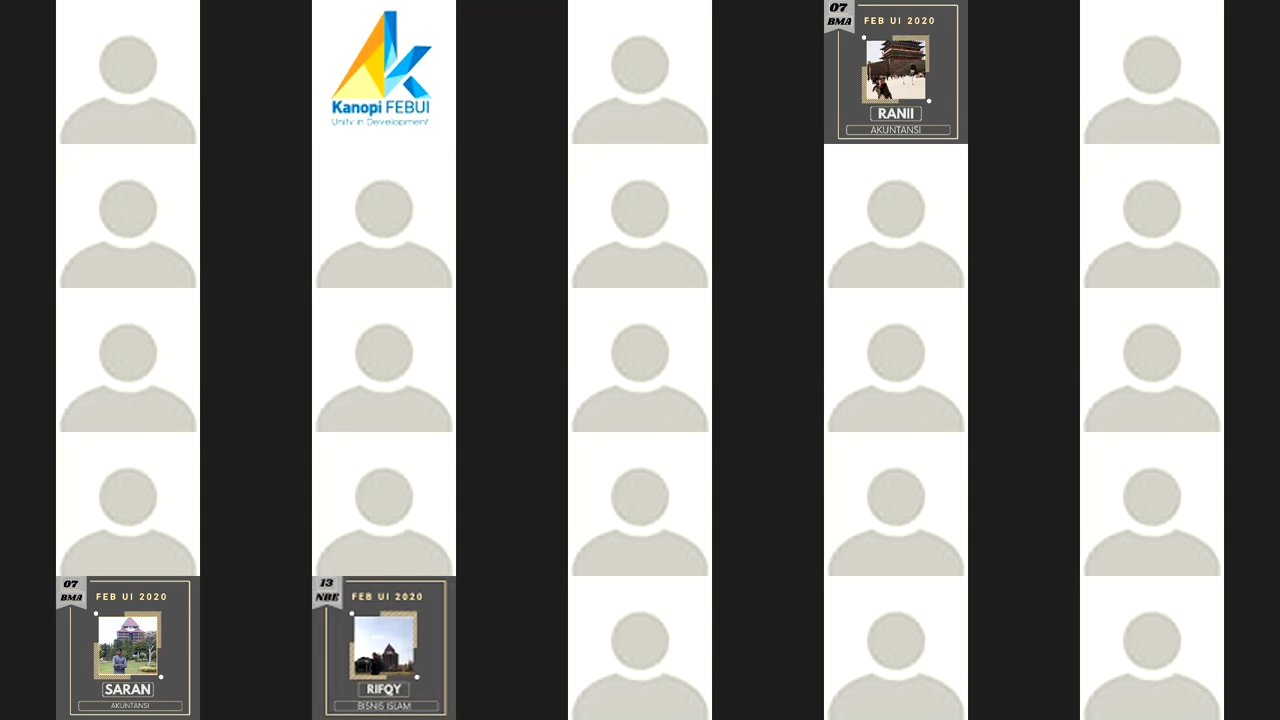 Kanopi FEBUI
Unity in Development
07
BMA
FEB UI 2020
RANII
AKUNTANSI
07
BMA
FEB UI 2020
SARAN
AKUNTANSI
13
NBE
FEB UI 2020
RIFQY
BISNIS ISLAM